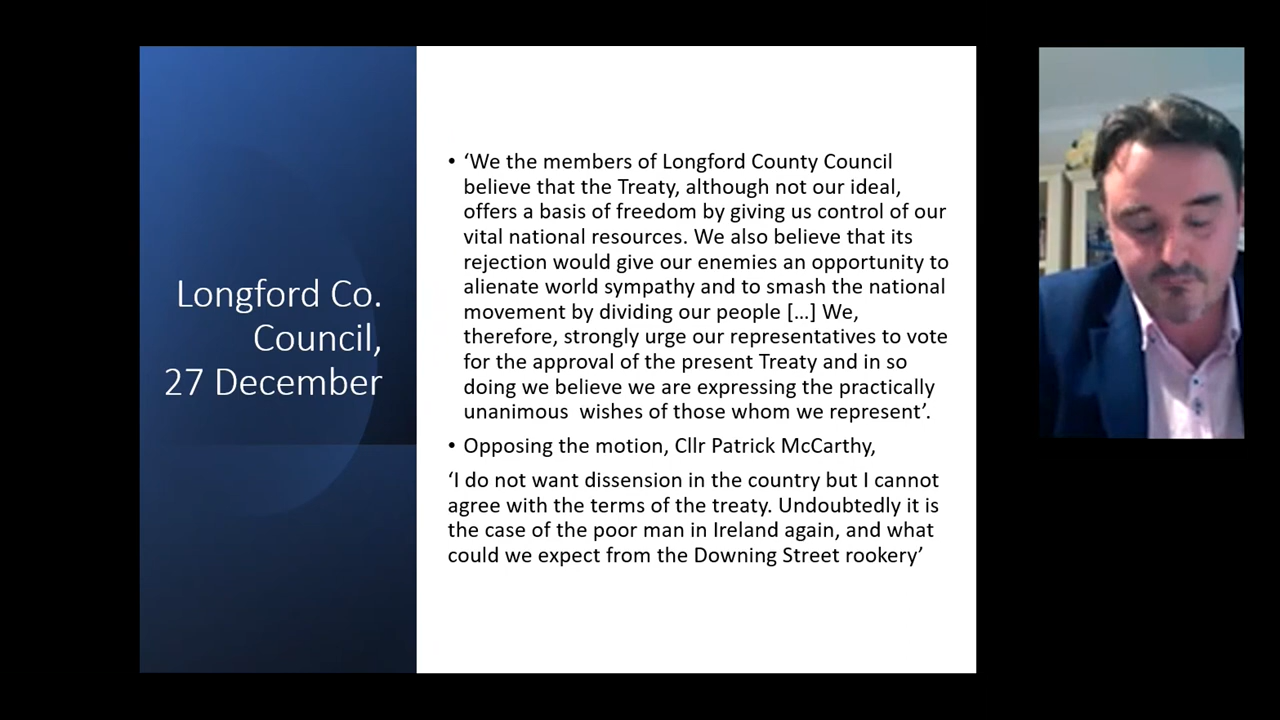 Longford Co.
Council,
27 December
• ‘We the members of Longford County Council
believe that the Treaty, although not our ideal,
offers a basis of freedom by giving us control of our
vital national resources. We also believe that its
rejection would give our enemies an opportunity to
alienate world sympathy and to smash the national
movement by dividing our people […] We,
therefore, strongly urge our representatives to vote
for the approval of the present Treaty and in so
doing we believe we are expressing the practically
unanimous  wishes of those whom we represent’.
• Opposing the motion, Cllr Patrick McCarthy,
‘I do not want dissension in the country but I cannot
agree with the terms of the treaty. Undoubtedly it is
the case of the poor man in Ireland again, and what
could we expect from the Downing Street rookery’